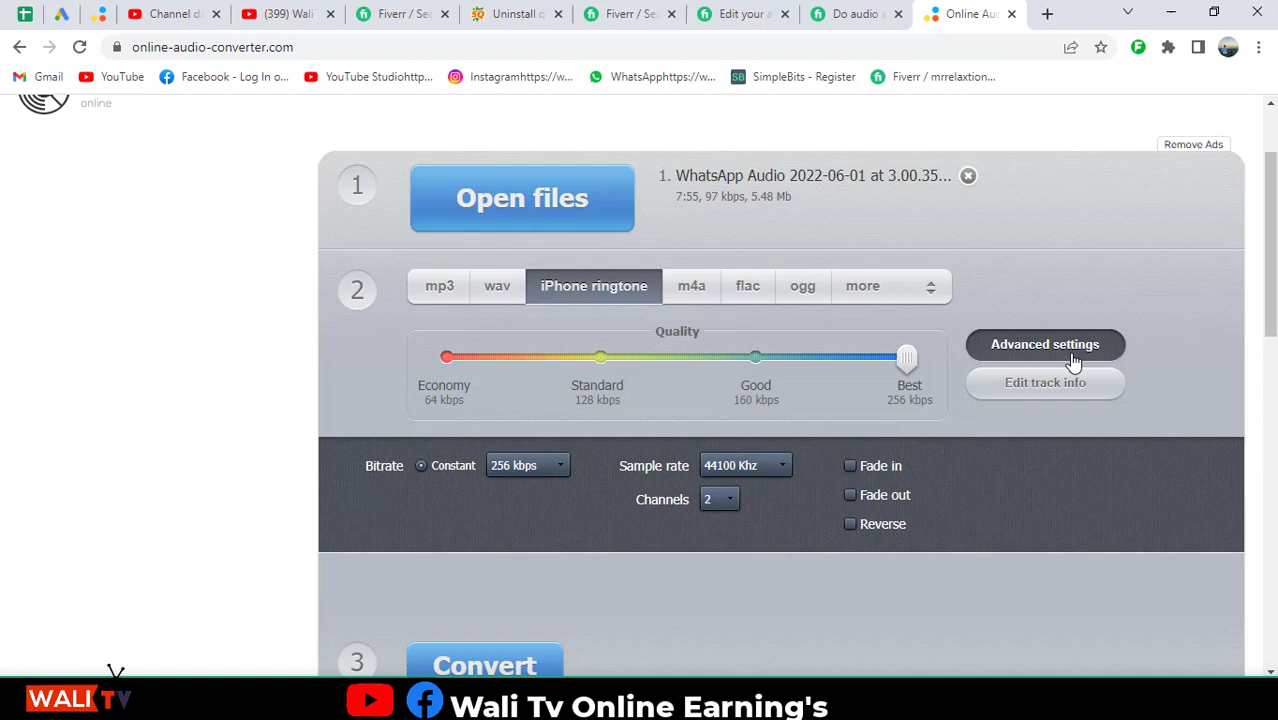 Channel d
(399) Wali
Fiverr / Sea
Uninstall q
Fiverr / Sea
Edit your a
Do audio a
Online Aud
online-audio-converter.com
Gmail
YouTube
Facebook - Log In o...
YouTube Studiohttp...
Instagramhttps://w...
WhatsApphttps://w...
SB
SimpleBits - Register
Fiverr / mrrelaxtion...
online
Remove Ads
1
Open files
1. WhatsApp Audio 2022-06-01 at 3.00.35...
7:55, 97 kbps, 5.48 Mb
2
mp3
wav
iPhone ringtone
m4a
flac
ogg
more
Quality
Economy
64 kbps
Standard
128 kbps
Good
160 kbps
Best
256 kbps
Advanced settings
Edit track info
Bitrate
Constant
256 kbps
Sample rate
44100 Khz
Channels
2
Fade in
Fade out
Reverse
3
Convert
WALI TV
Wali Tv Online Earning's